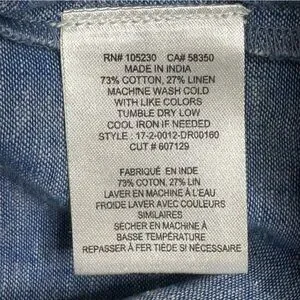 RN# 105230 CA# 58350
MADE IN INDIA
73% COTTON, 27% LINEN
MACHINE WASH COLD
WITH LIKE COLORS
TUMBLE DRY LOW
COOL IRON IF NEEDED
STYLE : 17-2-0012-DR00160
CUT # 607129
FABRIQUÉ EN INDE
73% COTON, 27% LIN
LAVER EN MACHINE À L'EAU
FROIDE LAVER AVEC COULEURS
SIMILAIRES
SÉCHER EN MACHINE À
BASSE TEMPÉRATURE
REPASSER À FER TIÈDE SI NÉCESSAIRE